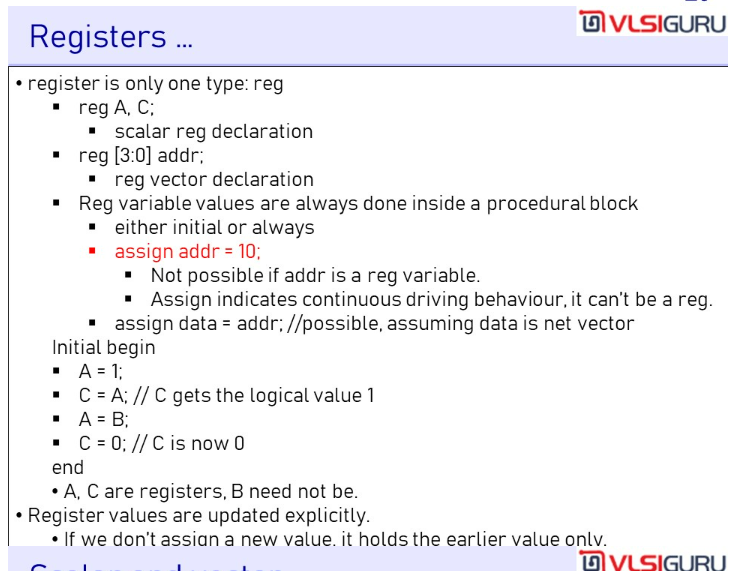 VLSIGURU
Registers ...
• register is only one type: reg
▪ reg A, C;
▪ scalar reg declaration
▪ reg [3:0] addr;
▪ reg vector declaration
▪ Reg variable values are always done inside a procedural block
▪ either initial or always
▪ assign addr = 10;
▪ Not possible if addr is a reg variable.
▪ Assign indicates continuous driving behaviour, it can't be a reg.
▪ assign data = addr; //possible, assuming data is net vector
Initial begin
▪ A = 1;
▪ C = A; // C gets the logical value 1
▪ A = B;
▪ C = 0; // C is now 0
end
• A, C are registers, B need not be.
• Register values are updated explicitly.
• If we don't assign a new value, it holds the earlier value only.
VLSIGURU